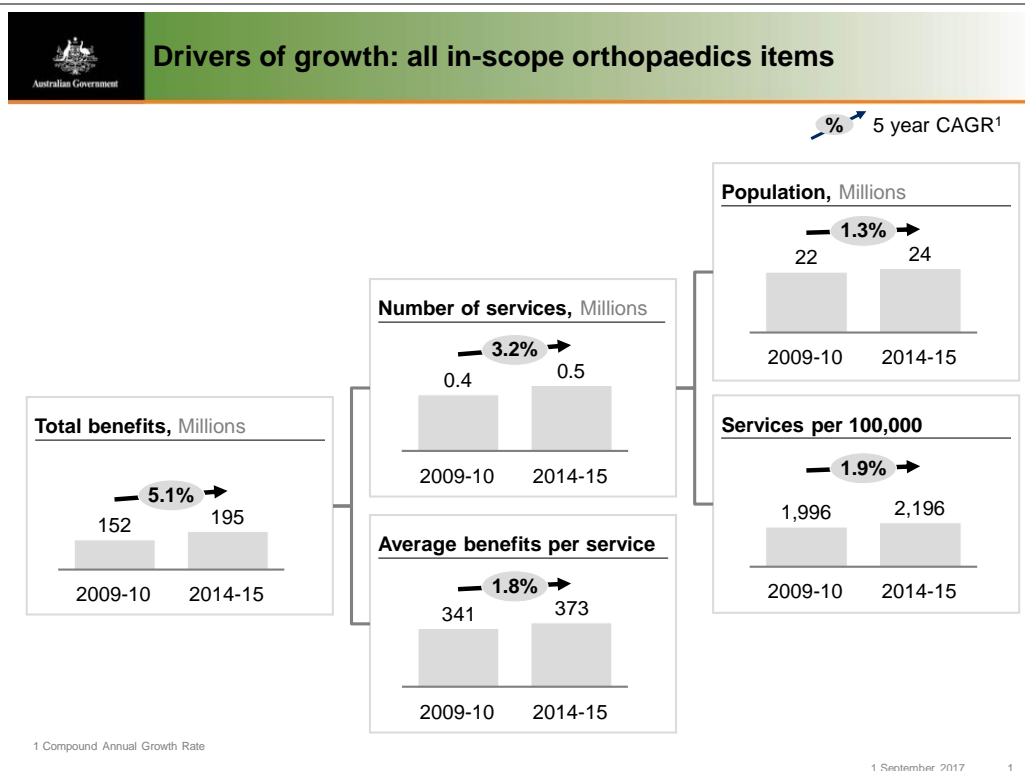 Australian Government
Drivers of growth: all in-scope orthopaedics items
% 5 year CAGR1
Population, Millions
1.3%
22 24
2009-10 2014-15
Number of services, Millions
3.2%
0.4 0.5
2009-10 2014-15
Total benefits, Millions
5.1%
152 195
2009-10 2014-15
Services per 100,000
1.9%
1,996 2,196
2009-10 2014-15
Average benefits per service
1.8%
341 373
2009-10 2014-15
1 Compound Annual Growth Rate
1 September 2017 1